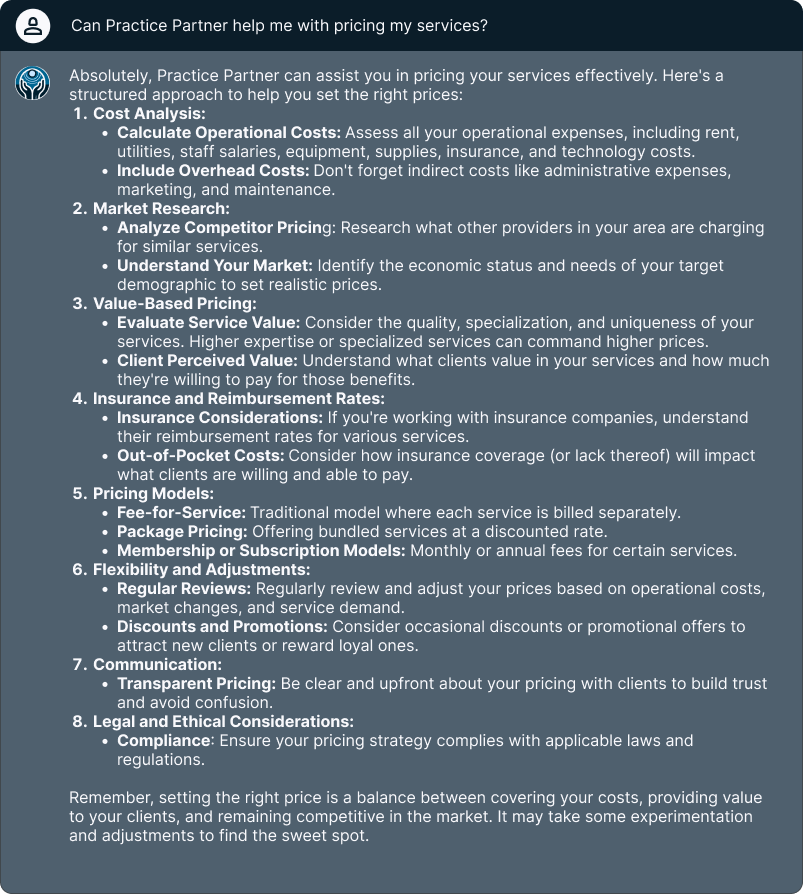 Can Practice Partner help me with pricing my services?
Absolutely, Practice Partner can assist you in pricing your services effectively. Here's a
structured approach to help you set the right prices:
1. Cost Analysis:
• Calculate Operational Costs: Assess all your operational expenses, including rent,
utilities, staff salaries, equipment, supplies, insurance, and technology costs.
• Include Overhead Costs: Don't forget indirect costs like administrative expenses,
marketing, and maintenance.
2. Market Research:
• Analyze Competitor Pricing: Research what other providers in your area are charging
for similar services.
• Understand Your Market: Identify the economic status and needs of your target
demographic to set realistic prices.
3. Value-Based Pricing:
• Evaluate Service Value: Consider the quality, specialization, and uniqueness of your
services. Higher expertise or specialized services can command higher prices.
• Client Perceived Value: Understand what clients value in your services and how much
they're willing to pay for those benefits.
4. Insurance and Reimbursement Rates:
• Insurance Considerations: If you're working with insurance companies, understand
their reimbursement rates for various services.
• Out-of-Pocket Costs: Consider how insurance coverage (or lack thereof) will impact
what clients are willing and able to pay.
5. Pricing Models:
• Fee-for-Service: Traditional model where each service is billed separately.
• Package Pricing: Offering bundled services at a discounted rate.
• Membership or Subscription Models: Monthly or annual fees for certain services.
6. Flexibility and Adjustments:
• Regular Reviews: Regularly review and adjust your prices based on operational costs,
market changes, and service demand.
• Discounts and Promotions: Consider occasional discounts or promotional offers to
attract new clients or reward loyal ones.
7. Communication:
• Transparent Pricing: Be clear and upfront about your pricing with clients to build trust
and avoid confusion.
8. Legal and Ethical Considerations:
• Compliance: Ensure your pricing strategy complies with applicable laws and
regulations.
Remember, setting the right price is a balance between covering your costs, providing value
to your clients, and remaining competitive in the market. It may take some experimentation
and adjustments to find the sweet spot.